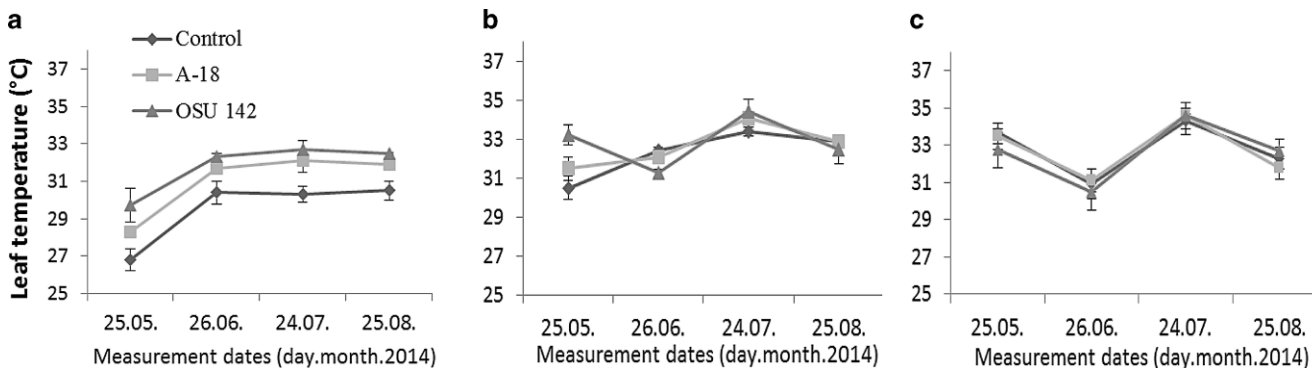 a
Control
A-18
OSU 142
Leaf temperature (°C)
37
35
33
31
29
27
25
25.05. 26.06. 24.07. 25.08.
Measurement dates (day.month.2014)
b
37
35
33
31
29
27
25
25.05. 26.06. 24.07. 25.08.
Measurement dates (day.month.2014)
c
37
35
33
31
29
27
25
25.05. 26.06. 24.07. 25.08.
Measurement dates (day.month.2014)